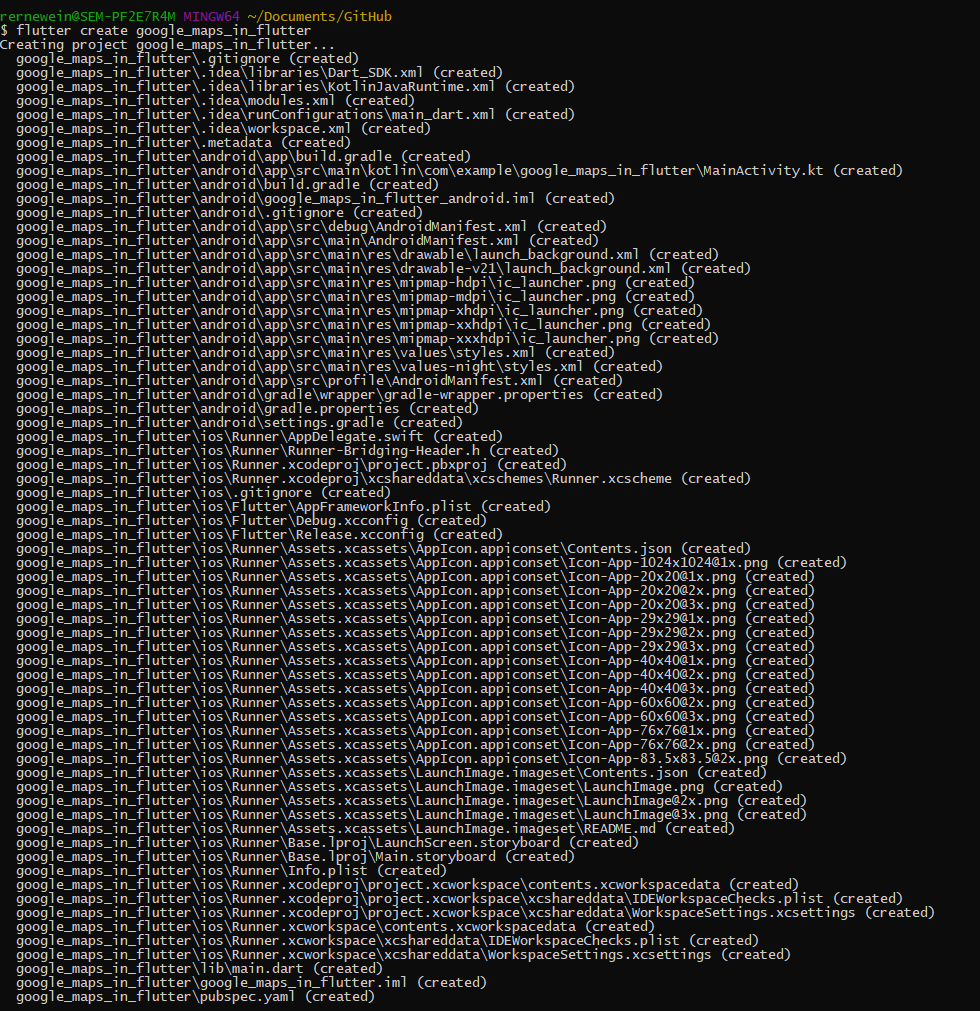 rernewein@SEM-PF2E7R4M MINGW64 ~/Documents/GitHub
$ flutter create google_maps_in_flutter
Creating project google_maps_in_flutter...
  google_maps_in_flutter\.gitignore (created)
  google_maps_in_flutter\.idea\libraries\Dart_SDK.xml (created)
  google_maps_in_flutter\.idea\libraries\KotlinJavaRuntime.xml (created)
  google_maps_in_flutter\.idea\modules.xml (created)
  google_maps_in_flutter\.idea\runConfigurations\main_dart.xml (created)
  google_maps_in_flutter\.idea\workspace.xml (created)
  google_maps_in_flutter\.metadata (created)
  google_maps_in_flutter\android\app\build.gradle (created)
  google_maps_in_flutter\android\app\src\main\kotlin\com\example\google_maps_in_flutter\MainActivity.kt (created)
  google_maps_in_flutter\android\build.gradle (created)
  google_maps_in_flutter\android\google_maps_in_flutter_android.iml (created)
  google_maps_in_flutter\android\.gitignore (created)
  google_maps_in_flutter\android\app\src\debug\AndroidManifest.xml (created)
  google_maps_in_flutter\android\app\src\main\AndroidManifest.xml (created)
  google_maps_in_flutter\android\app\src\main\res\drawable\launch_background.xml (created)
  google_maps_in_flutter\android\app\src\main\res\drawable-v21\launch_background.xml (created)
  google_maps_in_flutter\android\app\src\main\res\mipmap-hdpi\ic_launcher.png (created)
  google_maps_in_flutter\android\app\src\main\res\mipmap-mdpi\ic_launcher.png (created)
  google_maps_in_flutter\android\app\src\main\res\mipmap-xhdpi\ic_launcher.png (created)
  google_maps_in_flutter\android\app\src\main\res\mipmap-xxhdpi\ic_launcher.png (created)
  google_maps_in_flutter\android\app\src\main\res\mipmap-xxxhdpi\ic_launcher.png (created)
  google_maps_in_flutter\android\app\src\main\res\values\styles.xml (created)
  google_maps_in_flutter\android\app\src\main\res\values-night\styles.xml (created)
  google_maps_in_flutter\android\app\src\profile\AndroidManifest.xml (created)
  google_maps_in_flutter\android\gradle\wrapper\gradle-wrapper.properties (created)
  google_maps_in_flutter\android\gradle.properties (created)
  google_maps_in_flutter\android\settings.gradle (created)
  google_maps_in_flutter\ios\Runner\AppDelegate.swift (created)
  google_maps_in_flutter\ios\Runner\Runner-Bridging-Header.h (created)
  google_maps_in_flutter\ios\Runner.xcodeproj\project.pbxproj (created)
  google_maps_in_flutter\ios\Runner.xcodeproj\xcshareddata\xcschemes\Runner.xcscheme (created)
  google_maps_in_flutter\ios\.gitignore (created)
  google_maps_in_flutter\ios\Flutter\AppFrameworkInfo.plist (created)
  google_maps_in_flutter\ios\Flutter\Debug.xcconfig (created)
  google_maps_in_flutter\ios\Flutter\Release.xcconfig (created)
  google_maps_in_flutter\ios\Runner\Assets.xcassets\AppIcon.appiconset\Contents.json (created)
  google_maps_in_flutter\ios\Runner\Assets.xcassets\AppIcon.appiconset\Icon-App-1024x1024@1x.png (created)
  google_maps_in_flutter\ios\Runner\Assets.xcassets\AppIcon.appiconset\Icon-App-20x20@1x.png (created)
  google_maps_in_flutter\ios\Runner\Assets.xcassets\AppIcon.appiconset\Icon-App-20x20@2x.png (created)
  google_maps_in_flutter\ios\Runner\Assets.xcassets\AppIcon.appiconset\Icon-App-20x20@3x.png (created)
  google_maps_in_flutter\ios\Runner\Assets.xcassets\AppIcon.appiconset\Icon-App-29x29@1x.png (created)
  google_maps_in_flutter\ios\Runner\Assets.xcassets\AppIcon.appiconset\Icon-App-29x29@2x.png (created)
  google_maps_in_flutter\ios\Runner\Assets.xcassets\AppIcon.appiconset\Icon-App-29x29@3x.png (created)
  google_maps_in_flutter\ios\Runner\Assets.xcassets\AppIcon.appiconset\Icon-App-40x40@1x.png (created)
  google_maps_in_flutter\ios\Runner\Assets.xcassets\AppIcon.appiconset\Icon-App-40x40@2x.png (created)
  google_maps_in_flutter\ios\Runner\Assets.xcassets\AppIcon.appiconset\Icon-App-40x40@3x.png (created)
  google_maps_in_flutter\ios\Runner\Assets.xcassets\AppIcon.appiconset\Icon-App-60x60@2x.png (created)
  google_maps_in_flutter\ios\Runner\Assets.xcassets\AppIcon.appiconset\Icon-App-60x60@3x.png (created)
  google_maps_in_flutter\ios\Runner\Assets.xcassets\AppIcon.appiconset\Icon-App-76x76@1x.png (created)
  google_maps_in_flutter\ios\Runner\Assets.xcassets\AppIcon.appiconset\Icon-App-76x76@2x.png (created)
  google_maps_in_flutter\ios\Runner\Assets.xcassets\AppIcon.appiconset\Icon-App-83.5x83.5@2x.png (created)
  google_maps_in_flutter\ios\Runner\Assets.xcassets\LaunchImage.imageset\Contents.json (created)
  google_maps_in_flutter\ios\Runner\Assets.xcassets\LaunchImage.imageset\LaunchImage.png (created)
  google_maps_in_flutter\ios\Runner\Assets.xcassets\LaunchImage.imageset\LaunchImage@2x.png (created)
  google_maps_in_flutter\ios\Runner\Assets.xcassets\LaunchImage.imageset\LaunchImage@3x.png (created)
  google_maps_in_flutter\ios\Runner\Assets.xcassets\LaunchImage.imageset\README.md (created)
  google_maps_in_flutter\ios\Runner\Base.lproj\LaunchScreen.storyboard (created)
  google_maps_in_flutter\ios\Runner\Base.lproj\Main.storyboard (created)
  google_maps_in_flutter\ios\Runner\Info.plist (created)
  google_maps_in_flutter\ios\Runner.xcodeproj\project.xcworkspace\contents.xcworkspacedata (created)
  google_maps_in_flutter\ios\Runner.xcodeproj\project.xcworkspace\xcshareddata\IDEWorkspaceChecks.plist (created)
  google_maps_in_flutter\ios\Runner.xcodeproj\project.xcworkspace\xcshareddata\WorkspaceSettings.xcsettings (created)
  google_maps_in_flutter\ios\Runner.xcworkspace\contents.xcworkspacedata (created)
  google_maps_in_flutter\ios\Runner.xcworkspace\xcshareddata\IDEWorkspaceChecks.plist (created)
  google_maps_in_flutter\ios\Runner.xcworkspace\xcshareddata\WorkspaceSettings.xcsettings (created)
  google_maps_in_flutter\lib\main.dart (created)
  google_maps_in_flutter\google_maps_in_flutter.iml (created)
  google_maps_in_flutter\pubspec.yaml (created)